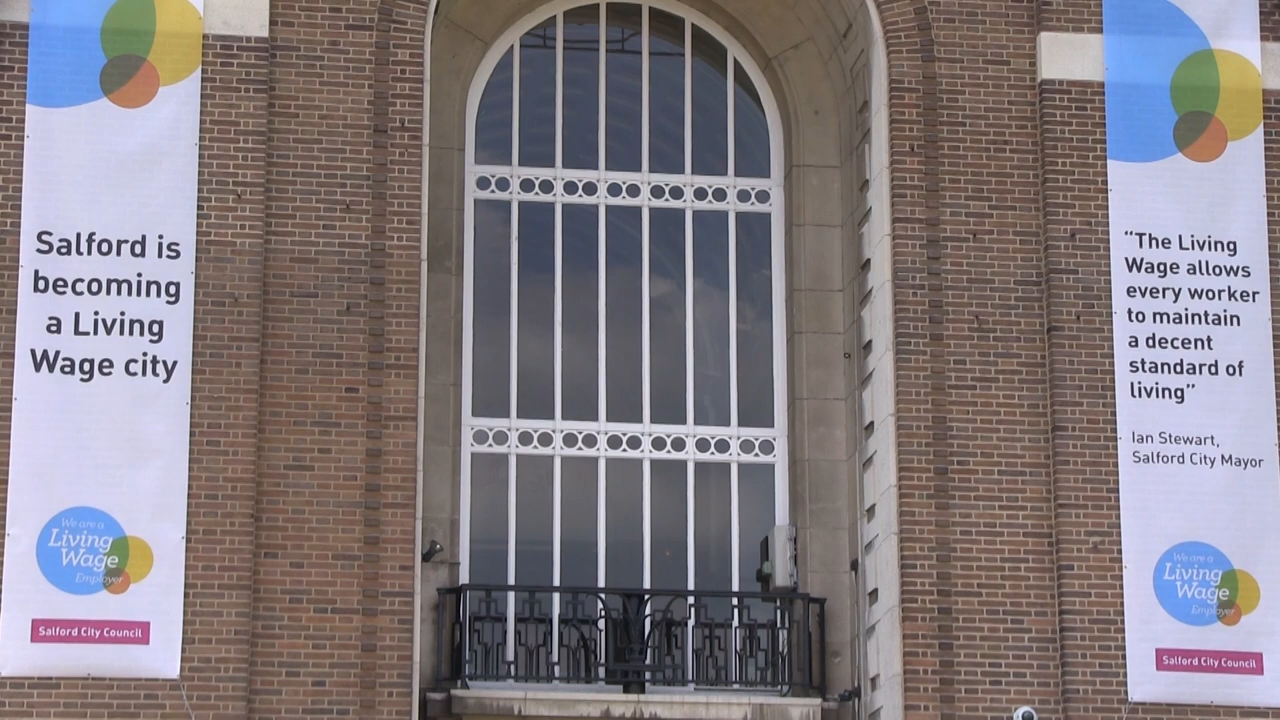 Salford is
becoming
a Living
Wage city
We are a
Living
Wage
Employer
Salford City Council
“The Living
Wage allows
every worker
to maintain
a decent
standard of
living”
Ian Stewart,
Salford City Mayor
We are a
Living
Wage
Employer
Salford City Council